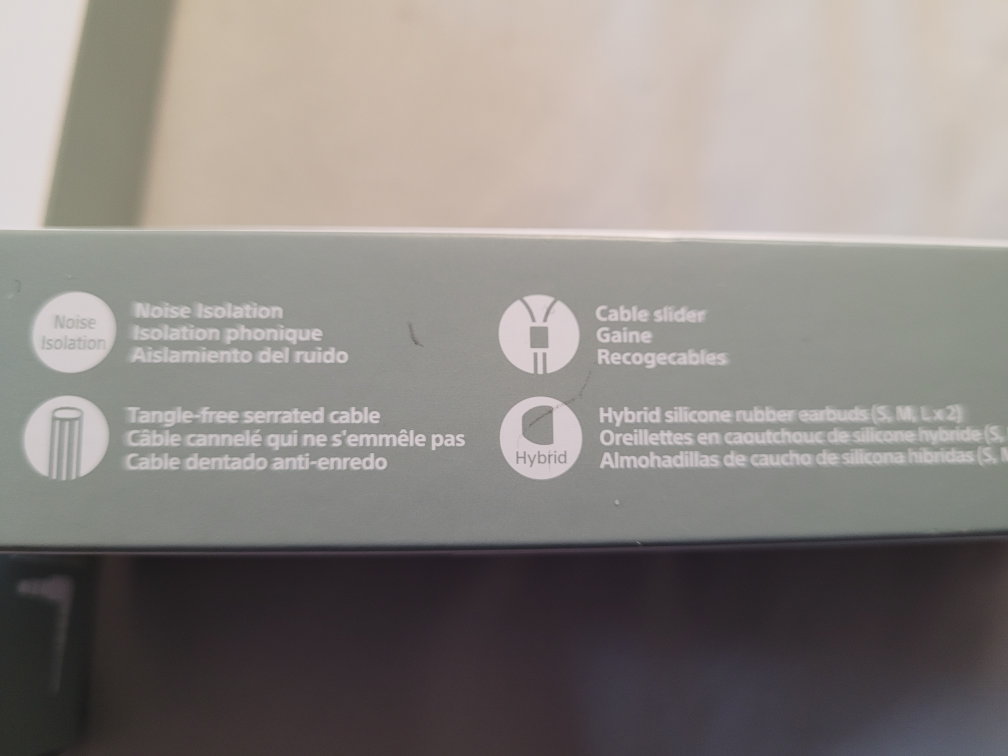 Noise
Isolation
Noise Isolation
Isolation phonique
Aislamiento del ruido
Cable slider
Gaine
Recogecables
Tangle-free serrated cable
Câble cannelé qui ne s'emmêle pas
Cable dentado anti-enredo
Hybrid
Hybrid silicone rubber earbuds (S, M, L x 2)
Oreillettes en caoutchouc de silicone hybride (S,
Almohadillas de caucho de silicona híbridas (S, M